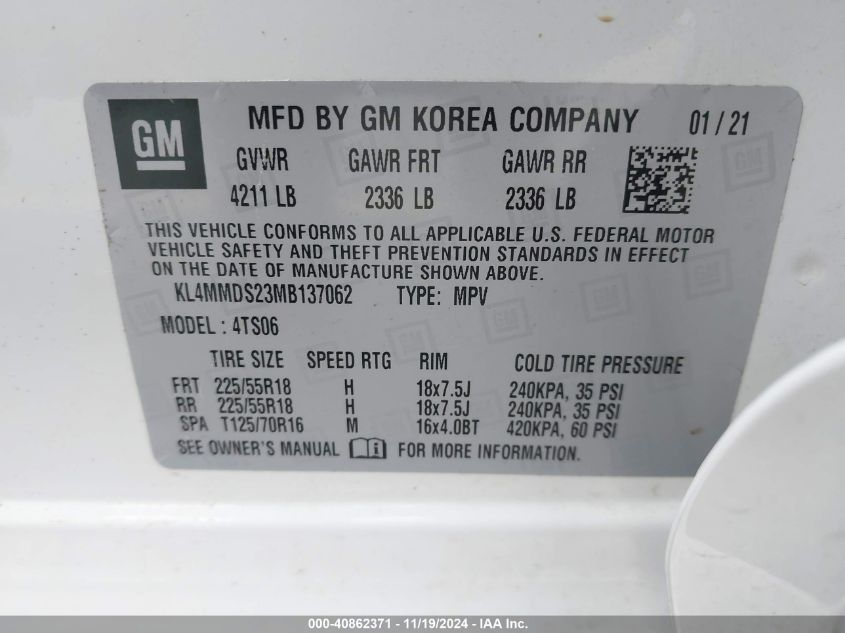 GM MFD BY GM KOREA COMPANY 01 / 21
GVWR GAWR FRT GAWR RR
4211 LB 2336 LB 2336 LB
THIS VEHICLE CONFORMS TO ALL APPLICABLE U.S. FEDERAL MOTOR
VEHICLE SAFETY AND THEFT PREVENTION STANDARDS IN EFFECT
ON THE DATE OF MANUFACTURE SHOWN ABOVE.
KL4MMDS23MB137062 TYPE: MPV
MODEL : 4TS06
TIRE SIZE SPEED RTG RIM COLD TIRE PRESSURE
FRT 225/55R18 H 18x7.5J 240KPA, 35 PSI
RR 225/55R18 H 18x7.5J 240KPA, 35 PSI
SPA T125/70R16 M 16x4.0BT 420KPA, 60 PSI
SEE OWNER'S MANUAL i FOR MORE INFORMATION.
000-40862371 - 11/19/2024 - IAA Inc.